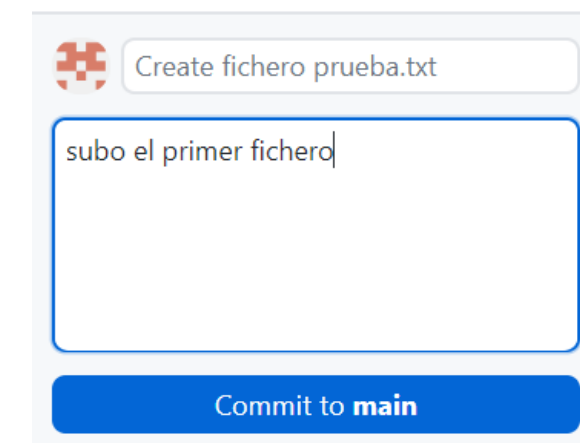 Create fichero prueba.txt
subo el primer fichero
Commit to main